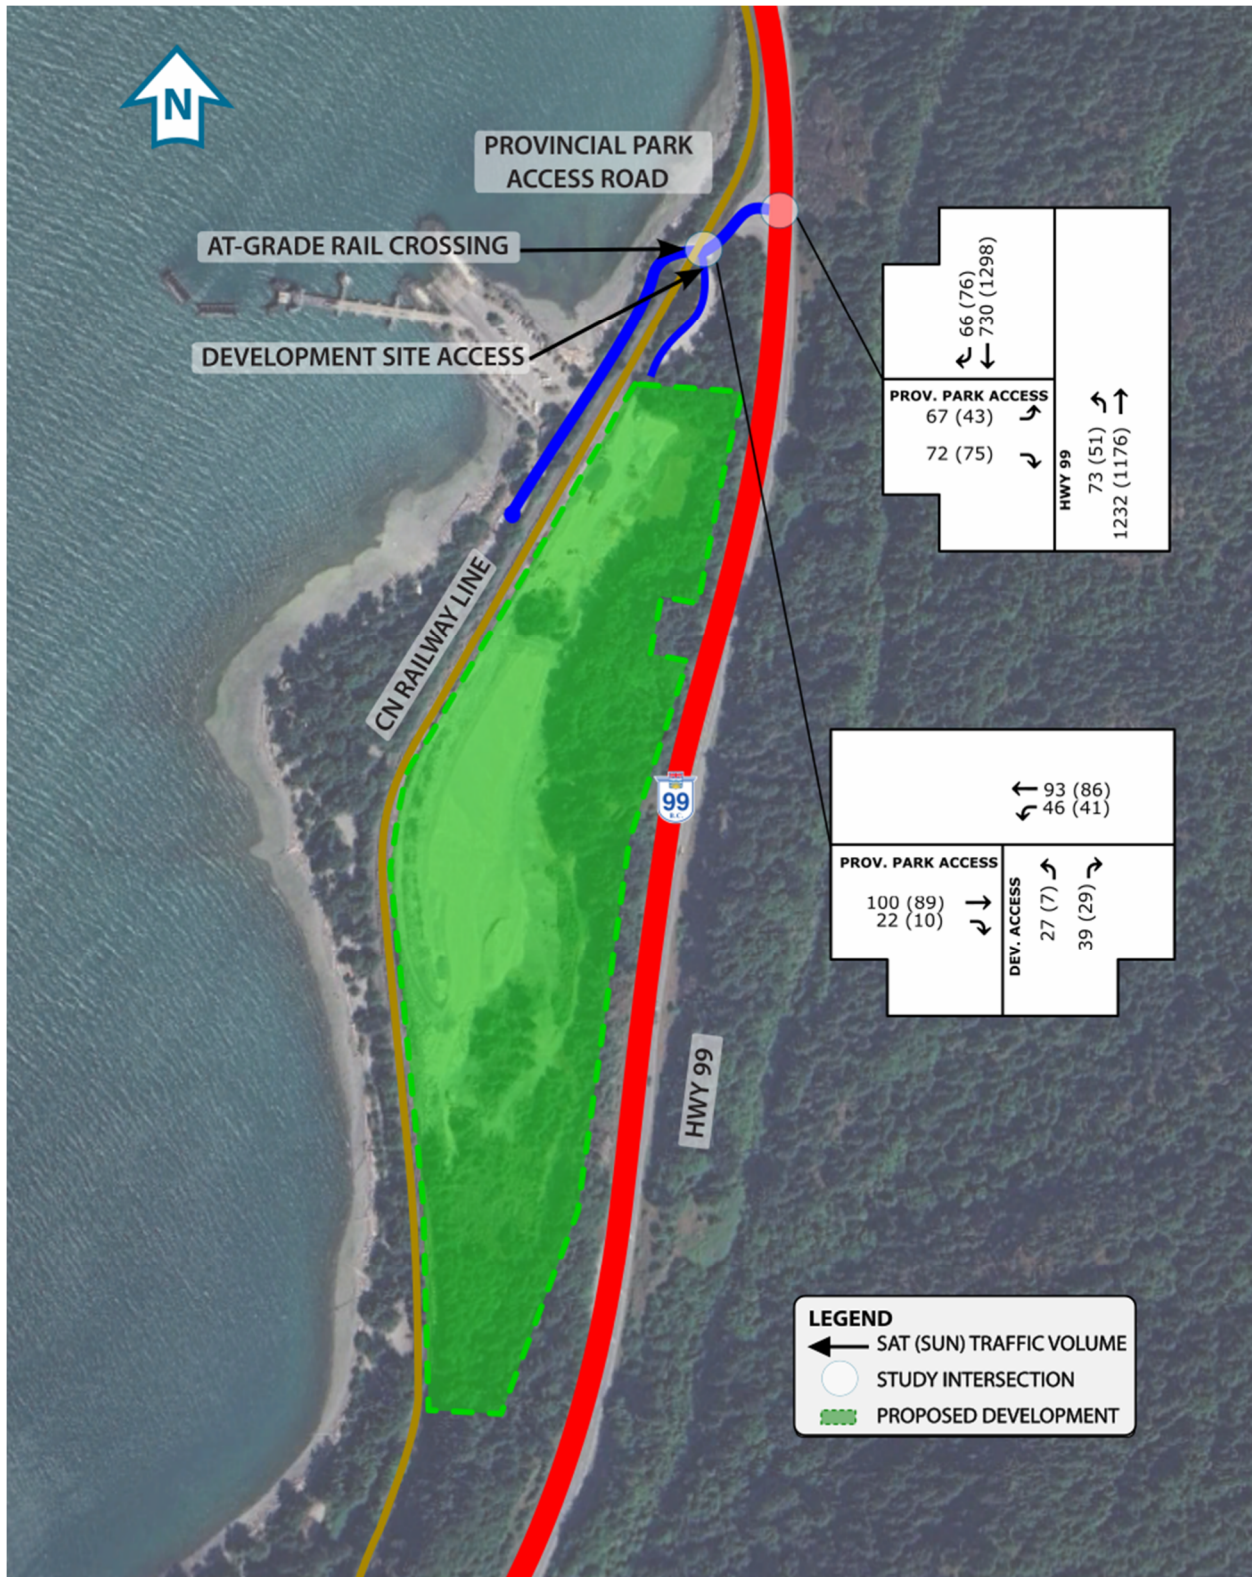 N
PROVINCIAL PARK
ACCESS ROAD
AT-GRADE RAIL CROSSING
DEVELOPMENT SITE ACCESS
66 (76)
730 (1298)
PROV. PARK ACCESS
67 (43)
72 (75)
HWY 99
73 (51)
1232 (1176)
CN RAILWAY LINE
99
B.C.
93 (86)
46 (41)
PROV. PARK ACCESS
100 (89)
22 (10)
DEV. ACCESS
27 (7)
39 (29)
HWY 99
LEGEND
SAT (SUN) TRAFFIC VOLUME
STUDY INTERSECTION
PROPOSED DEVELOPMENT